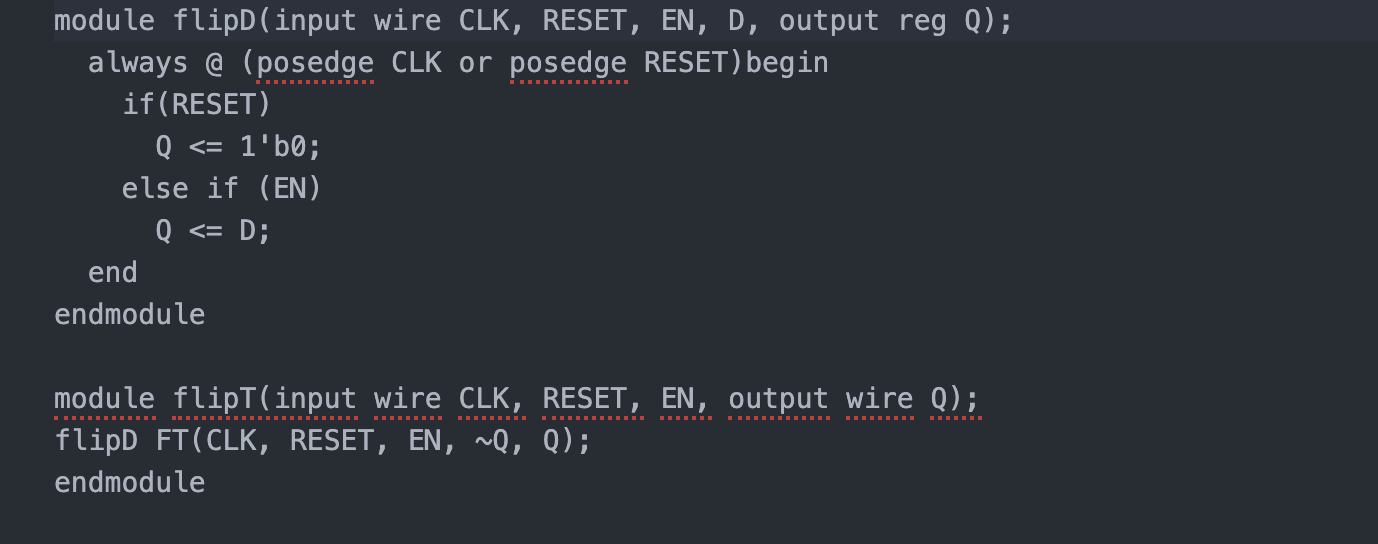 module flipD(input wire CLK, RESET, EN, D, output reg Q);
  always @ (posedge CLK or posedge RESET)begin
    if(RESET)
      Q <= 1'b0;
    else if (EN)
      Q <= D;
  end
endmodule

module flipT(input wire CLK, RESET, EN, output wire Q);
flipD FT(CLK, RESET, EN, ~Q, Q);
endmodule